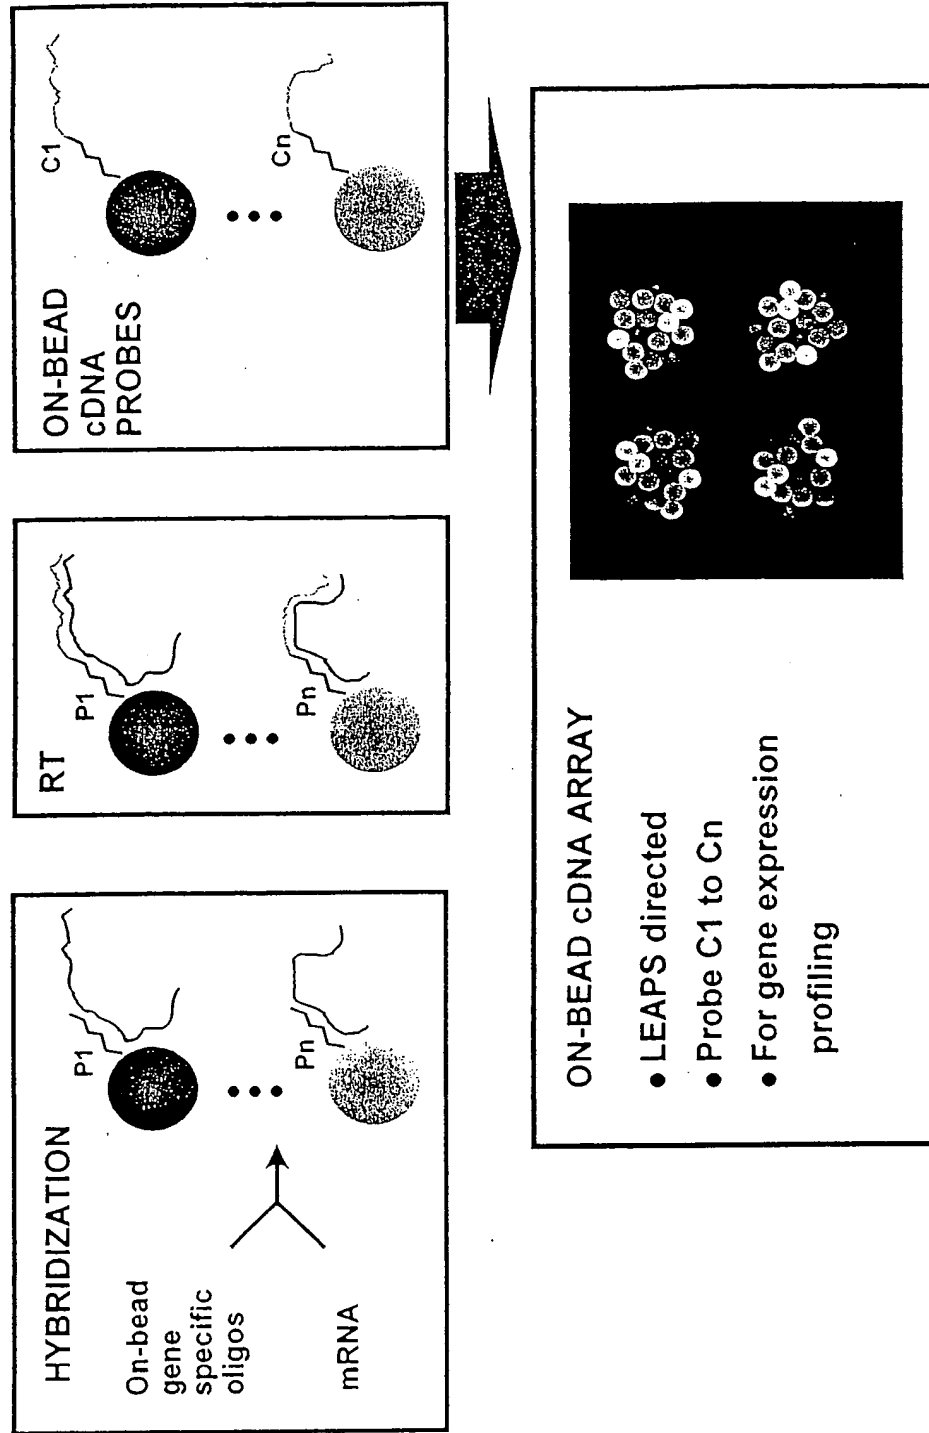 HYBRIDIZATION
On-bead
gene
specific
oligos
mRNA
P1
Pn
RT
P1
Pn
ON-BEAD
cDNA
PROBES
C1
Cn
ON-BEAD cDNA ARRAY
• LEAPS directed
• Probe C1 to Cn
• For gene expression
profiling